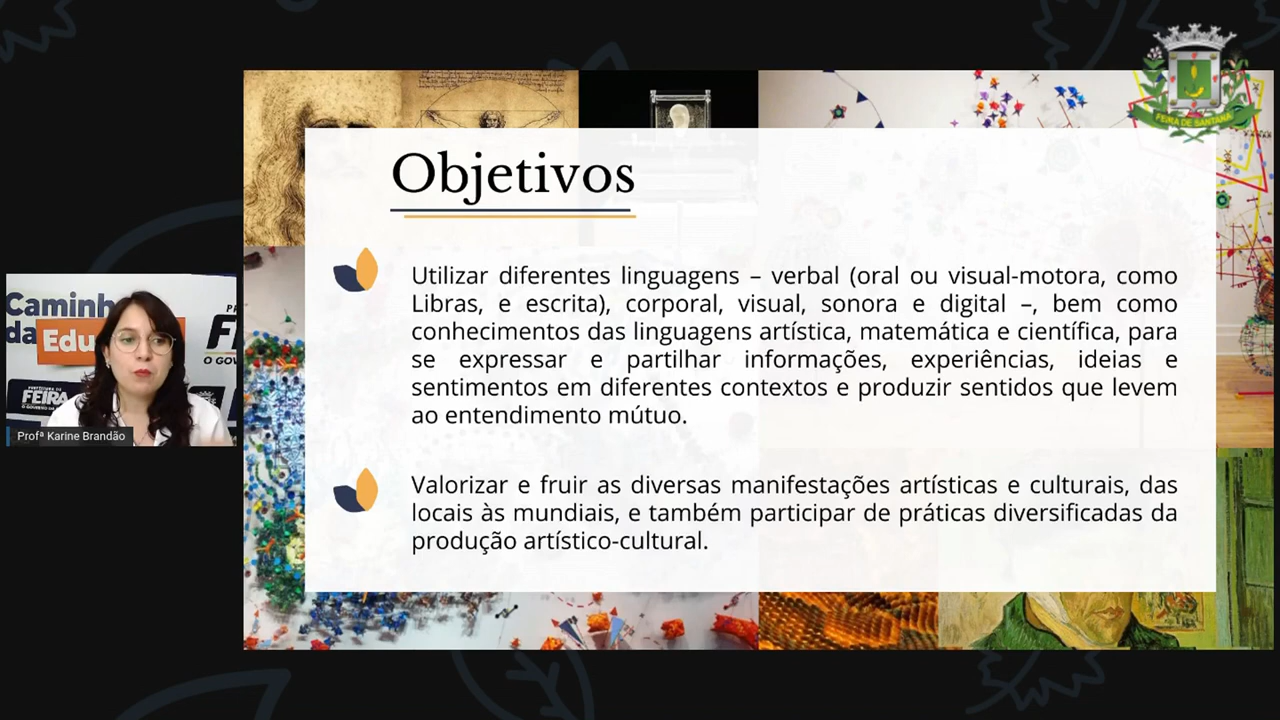 FEIRA DE SANTANA
Objetivos
Utilizar diferentes linguagens – verbal (oral ou visual-motora, como
Libras, e escrita), corporal, visual, sonora e digital –, bem como
conhecimentos das linguagens artística, matemática e científica, para
se expressar e partilhar informações, experiências, ideias e
sentimentos em diferentes contextos e produzir sentidos que levem
ao entendimento mútuo.
Valorizar e fruir as diversas manifestações artísticas e culturais, das
locais às mundiais, e também participar de práticas diversificadas da
produção artístico-cultural.
Caminh
da
Edu
PREFEITURA DE
FEIRA
O GOV
Profª Karine Brandão